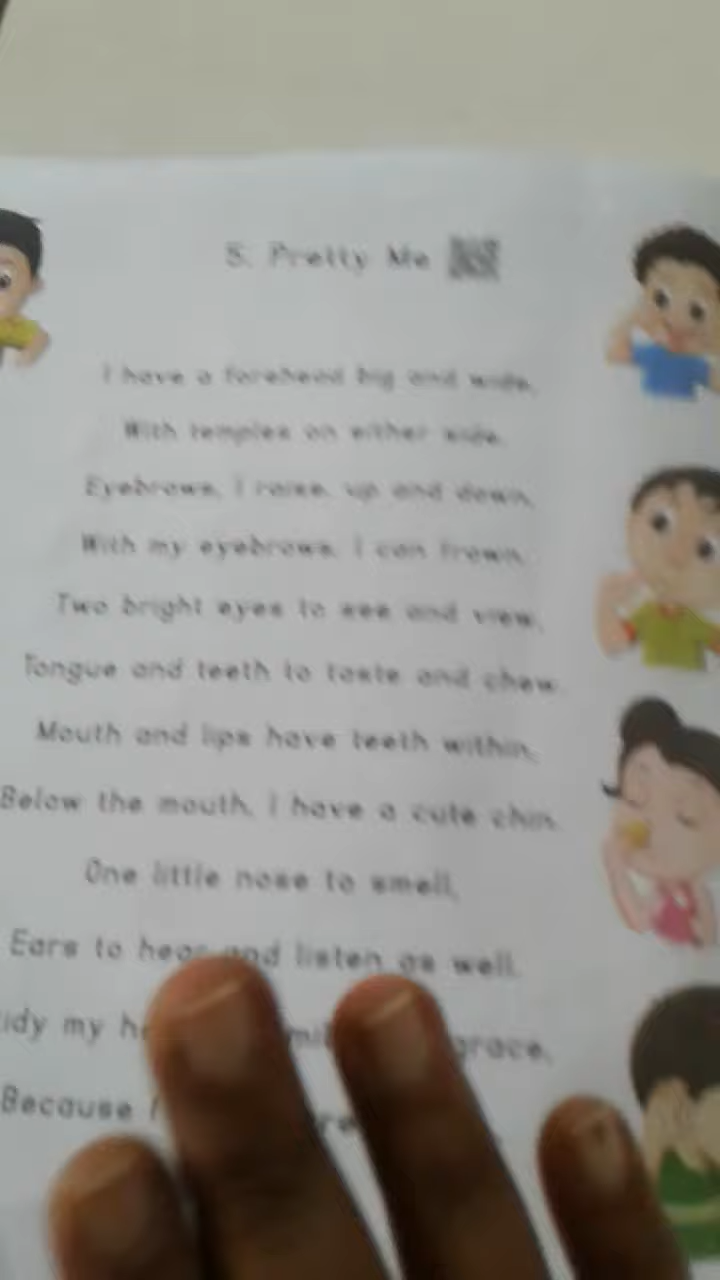 5. Pretty Me
I have a forehead big and wide,
With temples on either side.
Eyebrows, I raise, up and down,
With my eyebrows, I can frown.
Two bright eyes to see and view,
Tongue and teeth to taste and chew.
Mouth and lips have teeth within,
Below the mouth, I have a cute chin.
One little nose to smell,
Ears to hear and listen as well.
my grace,
Because I